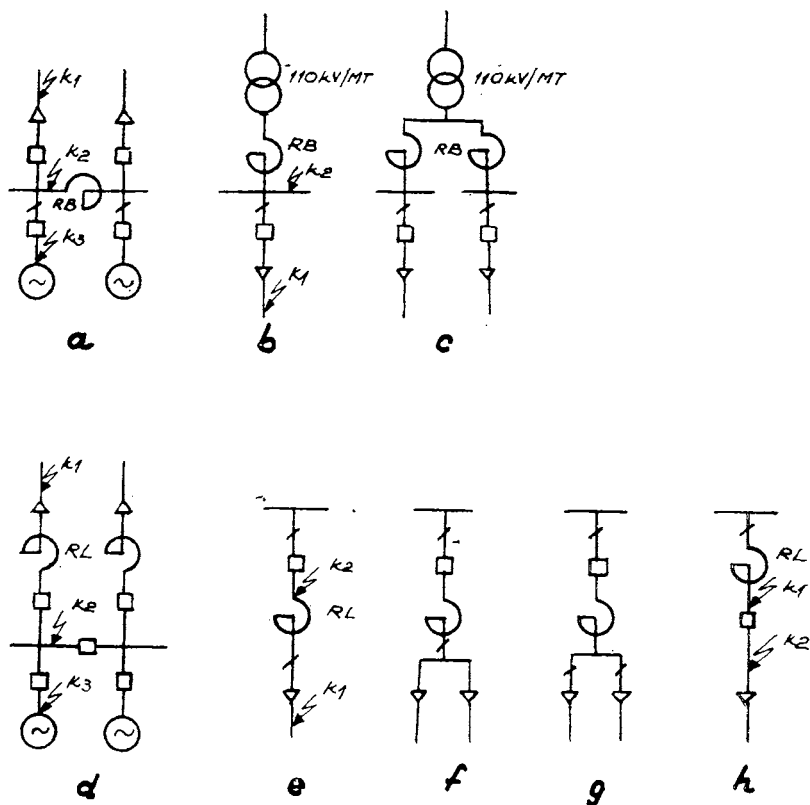 K1 110kV/MT 110kV/MT
RB RB
K2 K2
RB
K3
K1
a b c
K1
RL K2 RL
RL K1
K2 K2
K3 K1
d e f g h